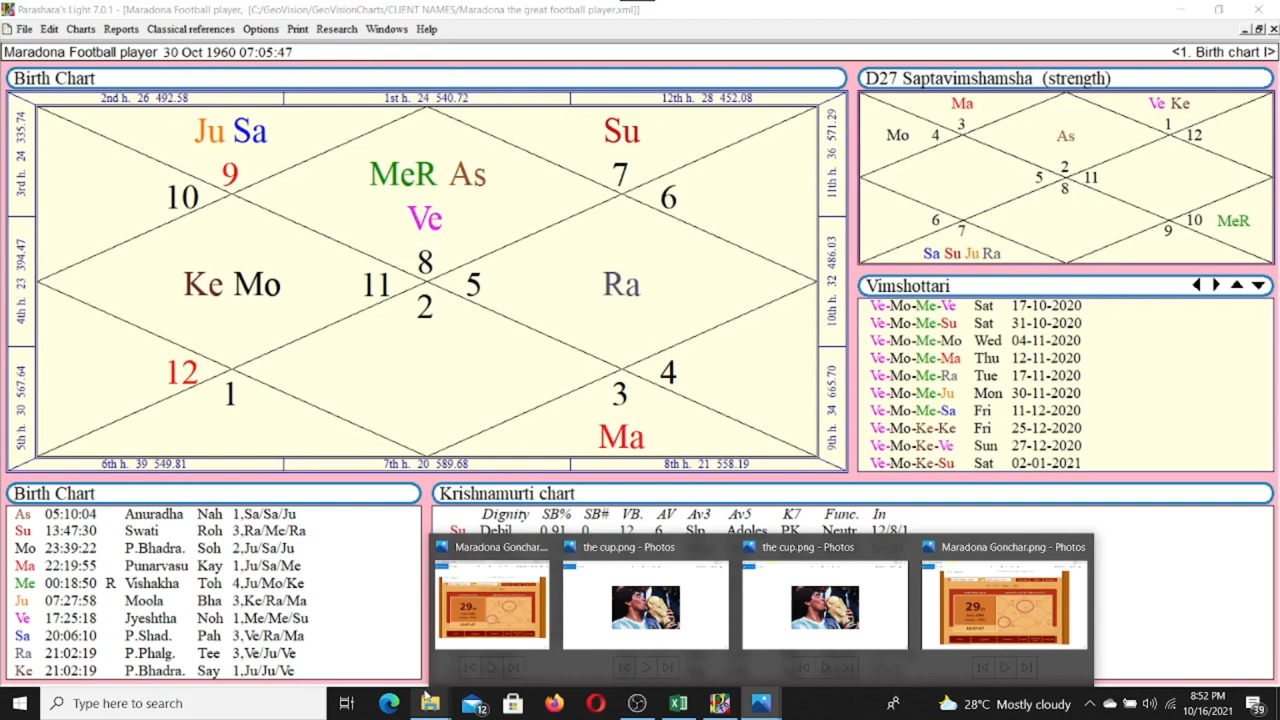 Parashara's Light 7.0.1 - [Maradona Football player, [C:/GeoVision/GeoVisionCharts/CLIENT NAMES/Maradona the great football player.xml]]
File Edit Charts Reports Classical references Options Print Research Windows Help
Maradona Football player 30 Oct 1960 07:05:47 <1. Birth chart I>
Birth Chart
2nd h. 26 492.58 1st h. 24 540.72 12th h. 28 452.08
3rd h. 24 335.74
4th h. 23 394.47
5th h. 30 567.64
Ju Sa
Su
MeR As
9
7
10
6
Ve
8
Ke Mo
11
5
Ra
2
12
4
1
3
Ma
11th h. 36 571.29
10th h. 32 486.03
9th h. 34 665.70
6th h. 39 549.81 7th h. 20 589.68 8th h. 21 558.19
D27 Saptavimshamsha (strength)
Ma
Ve Ke
3
1
Mo 4
As
12
2
5 11
8
6
10 MeR
7
9
Sa Su Ju Ra
Vimshottari
Ve-Mo-Me-Ve Sat 17-10-2020
Ve-Mo-Me-Su Sat 31-10-2020
Ve-Mo-Me-Mo Wed 04-11-2020
Ve-Mo-Me-Ma Thu 12-11-2020
Ve-Mo-Me-Ra Tue 17-11-2020
Ve-Mo-Me-Ju Mon 30-11-2020
Ve-Mo-Me-Sa Fri 11-12-2020
Ve-Mo-Ke-Ke Fri 25-12-2020
Ve-Mo-Ke-Ve Sun 27-12-2020
Ve-Mo-Ke-Su Sat 02-01-2021
Birth Chart
As 05:10:04 Anuradha Nah 1,Sa/Sa/Ju
Su 13:47:30 Swati Roh 3,Ra/Me/Ra
Mo 23:39:22 P.Bhadra. Soh 2,Ju/Sa/Ju
Ma 22:19:55 Punarvasu Kay 1,Ju/Sa/Me
Me 00:18:50 R Vishakha Toh 4,Ju/Mo/Ke
Ju 07:27:58 Moola Bha 3,Ke/Ra/Ma
Ve 17:25:18 Jyeshtha Noh 1,Me/Me/Su
Sa 20:06:10 P.Shad. Pah 3,Ve/Ra/Ma
Ra 21:02:19 P.Phalg. Tee 3,Ve/Ju/Ve
Ke 21:02:19 P.Bhadra. Say 1,Ju/Ju/Ve
Krishnamurti chart
Dignity SB% SB# VB. AV Av3 Av5 K7 Func. In
Su Debil 0.91 0 12 6 Slp Adoles PK Neutr 12/8/1
Maradona Gonchar... the cup.png - Photos the cup.png - Photos Maradona Gonchar.png - Photos
29
29
Type here to search
12
28°C Mostly cloudy
8:52 PM
10/16/2021
39